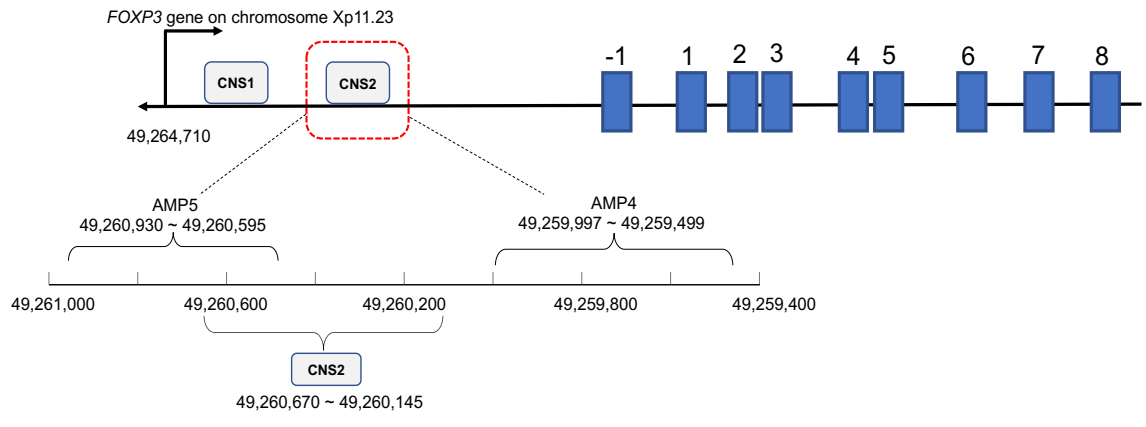 FOXP3 gene on chromosome Xp11.23
-1 1 2 3 4 5 6 7 8
CNS1 CNS2
49,264,710
AMP5
49,260,930 ~ 49,260,595
AMP4
49,259,997 ~ 49,259,499
49,261,000 49,260,600 49,260,200 49,259,800 49,259,400
CNS2
49,260,670 ~ 49,260,145